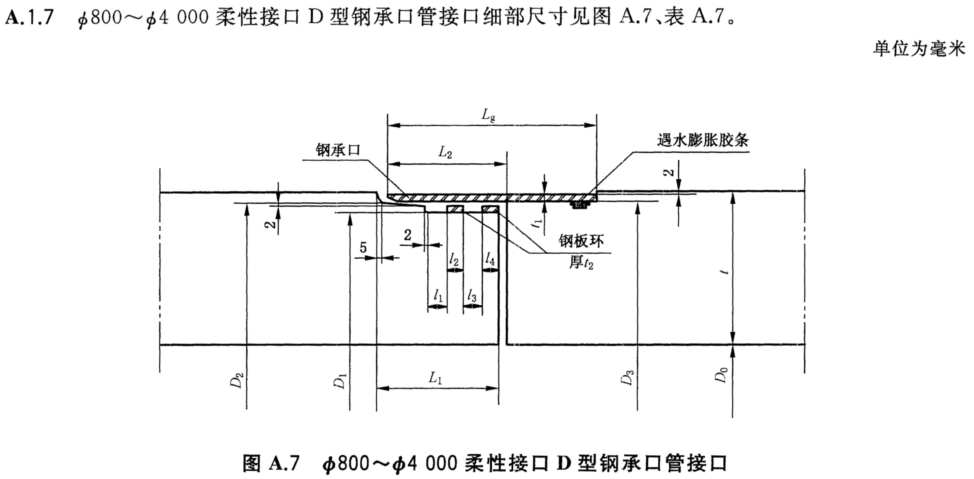 A.1.7 ϕ800～ϕ4 000 柔性接口 D 型钢承口管接口细部尺寸见图 A.7、表 A.7。
单位为毫米
Lg
钢承口
L2
遇水膨胀胶条
2
2
t1
5
2
l2
l4
钢板环
厚t2
t
l1
l3
D2
D1
L1
D3
D0
图 A.7 ϕ800～ϕ4 000 柔性接口 D 型钢承口管接口